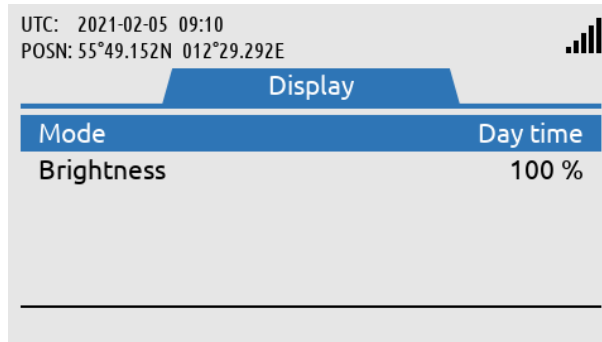 UTC: 2021-02-05 09:10
POSN: 55°49.152N 012°29.292E
Display
Mode Day time
Brightness 100 %